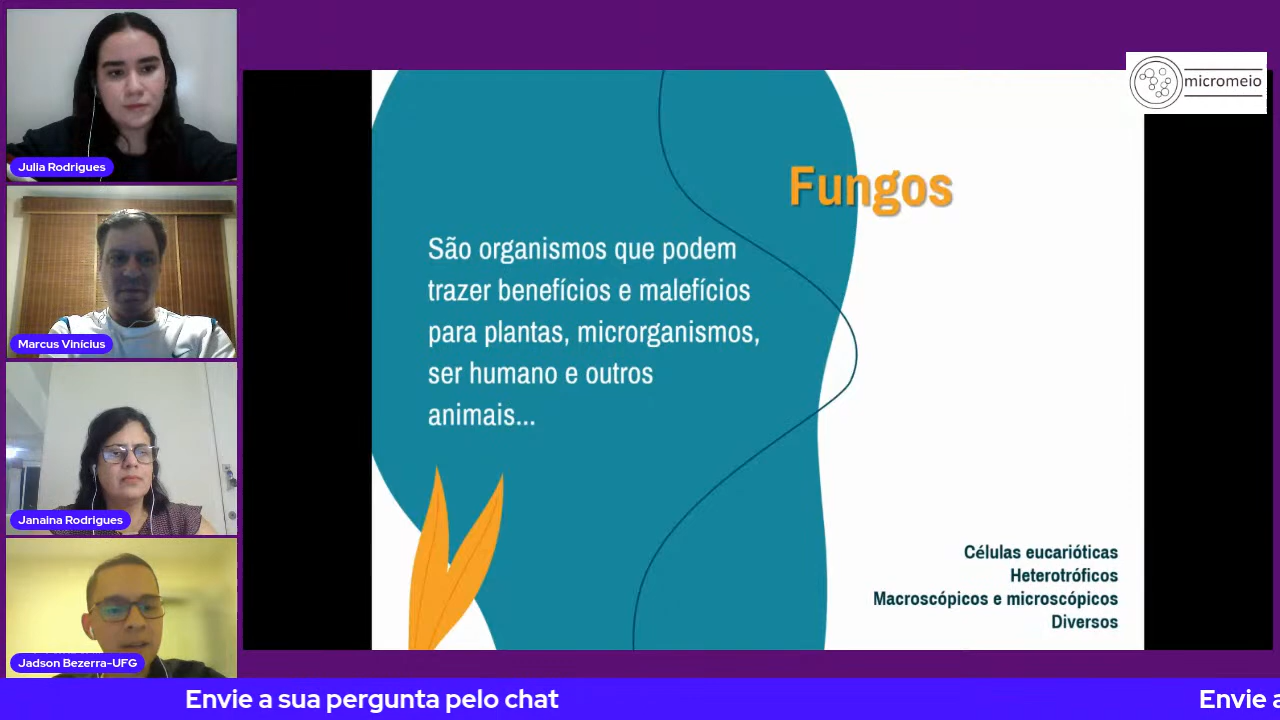 Julia Rodrigues
Marcus Vinícius
Janaina Rodrigues
Jadson Bezerra-UFG
micromeio
Fungos
São organismos que podem
trazer benefícios e malefícios
para plantas, microrganismos,
ser humano e outros
animais...
Células eucarióticas
Heterotróficos
Macroscópicos e microscópicos
Diversos
Envie a sua pergunta pelo chat
Envie a